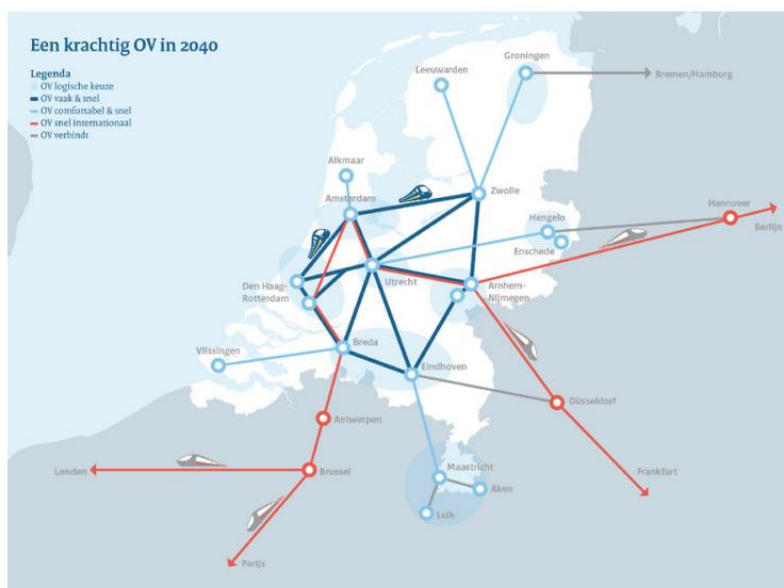 Een krachtig OV in 2040
Legenda
OV logische keuze
OV vaak & snel
OV comfortabel & snel
OV snel internationaal
OV verbindt
Groningen
Leeuwarden
Bremen/Hamburg
Alkmaar
Amsterdam
Zwolle
Hannover
Hengelo
Berlijn
Enschede
Den Haag-
Rotterdam
Utrecht
Arnhem-
Nijmegen
Breda
Vlissingen
Eindhoven
Düsseldorf
Antwerpen
Londen
Brussel
Maastricht
Frankfurt
Aken
Luik
Parijs